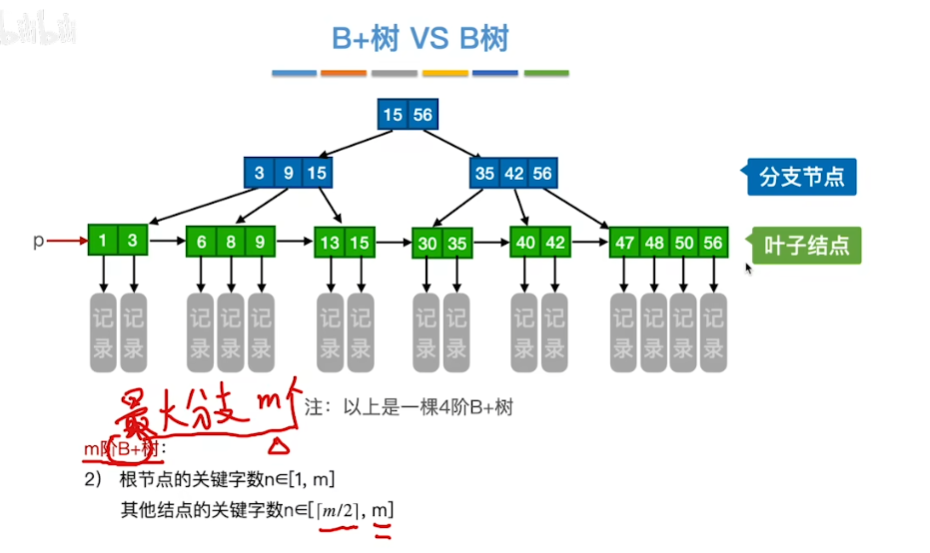 bilibili
B+树 VS B树
15 56
3 9 15
35 42 56
分支节点
p
1 3
6 8 9
13 15
30 35
40 42
47 48 50 56
叶子结点
记录 记录 记录 记录 记录 记录 记录 记录 记录 记录 记录 记录 记录 记录 记录
最大分支 m个
注：以上是一棵4阶B+树
m阶B+树：
2） 根节点的关键字数n∈[1, m]
其他结点的关键字数n∈[⌈m/2⌉, m]